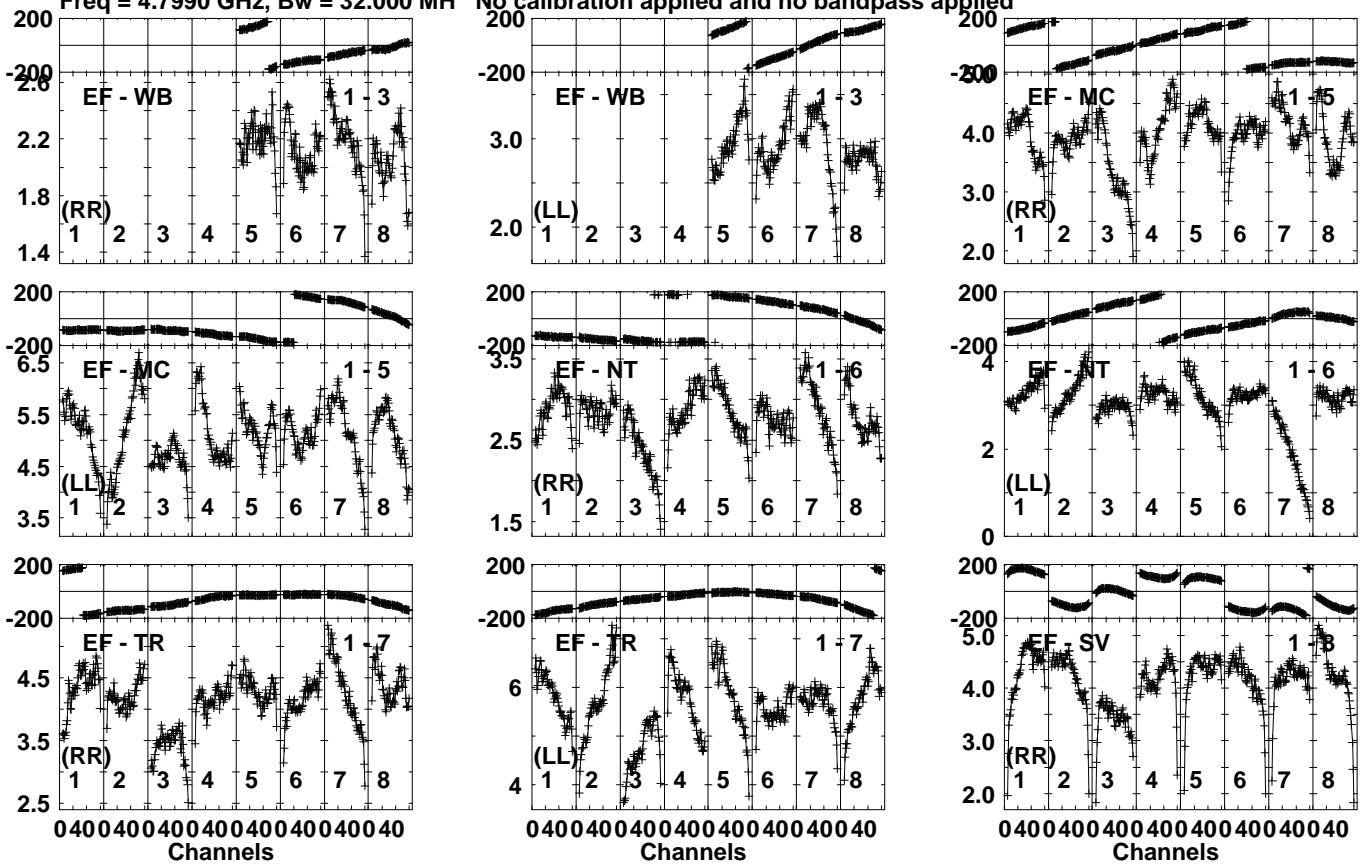 Freq = 4.7990 GHz, Bw = 32.000 MH No calibration applied and no bandpass applied
200
-200
2.6
2.2
1.8
1.4
EF - WB 1 - 3
(RR)
1 2 3 4 5 6 7 8
200
-200
3.0
2.0
EF - WB 1 - 3
(LL)
1 2 3 4 5 6 7 8
200
-200
5.0
4.0
3.0
2.0
EF - MC 1 - 5
(RR)
1 2 3 4 5 6 7 8
200
-200
6.5
5.5
4.5
3.5
EF - MC 1 - 5
(LL)
1 2 3 4 5 6 7 8
200
-200
3.5
2.5
1.5
EF - NT 1 - 6
(RR)
1 2 3 4 5 6 7 8
200
-200
4
2
0
EF - NT 1 - 6
(LL)
1 2 3 4 5 6 7 8
200
-200
4.5
3.5
2.5
EF - TR 1 - 7
(RR)
1 2 3 4 5 6 7 8
0 40 0 40 0 40 0 40 0 40 0 40 0 40 0 40
Channels
200
-200
6
4
EF - TR 1 - 7
(LL)
1 2 3 4 5 6 7 8
0 40 0 40 0 40 0 40 0 40 0 40 0 40 0 40
Channels
200
-200
5.0
4.0
3.0
2.0
EF - SV 1 - 8
(RR)
1 2 3 4 5 6 7 8
0 40 0 40 0 40 0 40 0 40 0 40 0 40 0 40
Channels